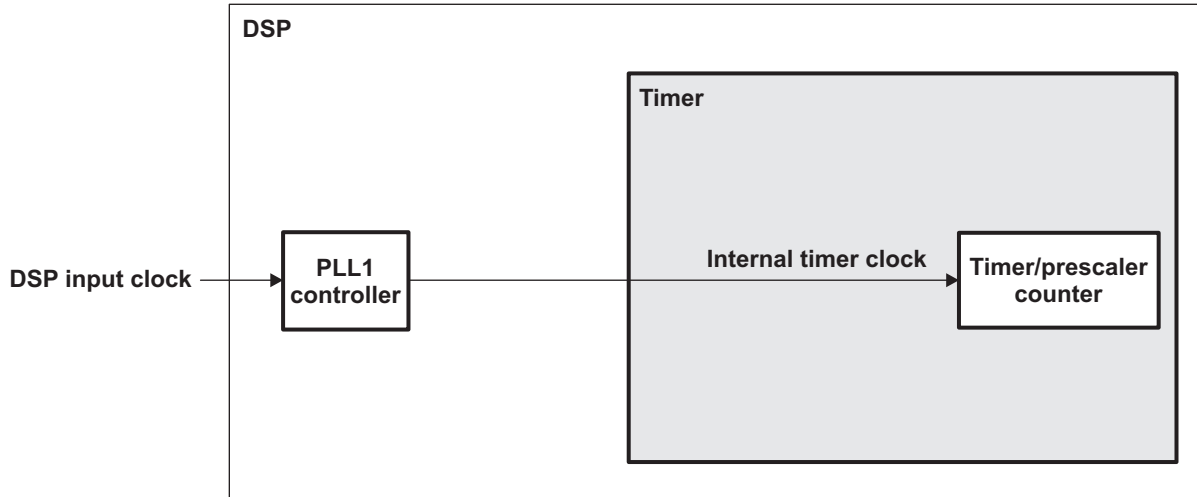 DSP
Timer
DSP input clock
PLL1
controller
Internal timer clock
Timer/prescaler
counter